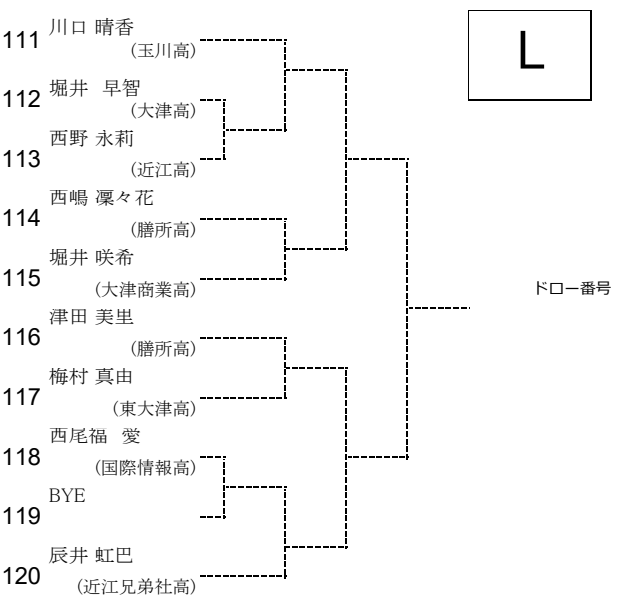 L
111 川口 晴香
(玉川高)
112 堀井 早智
(大津高)
113 西野 永莉
(近江高)
114 西嶋 凜々花
(膳所高)
115 堀井 咲希
(大津商業高)
ドロー番号
116 津田 美里
(膳所高)
117 梅村 真由
(東大津高)
118 西尾福 愛
(国際情報高)
119 BYE
120 辰井 虹巴
(近江兄弟社高)